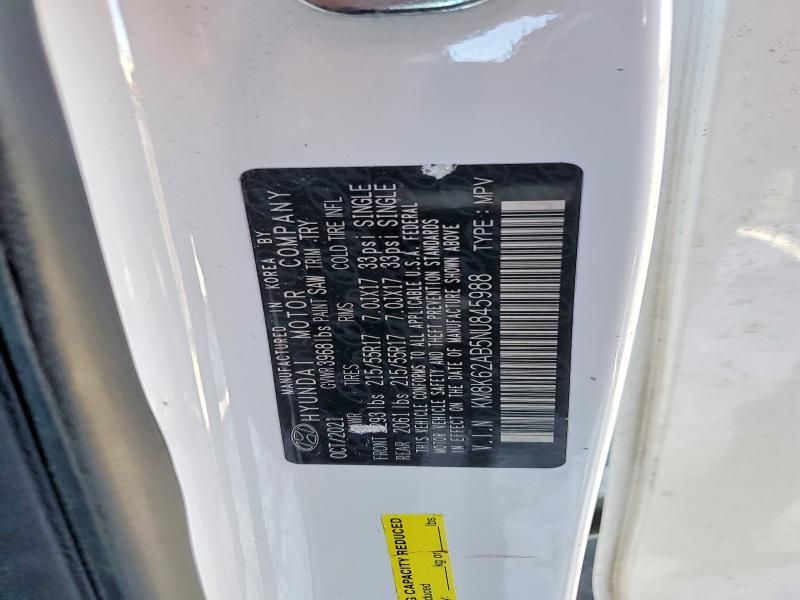 MANUFACTURED IN KOREA BY
HYUNDAI MOTOR COMPANY
OCT/2021 GVWR 3968 lbs PAINT SAW TRIM TRY
TIRES RIMS COLD TIRE INFL
FRONT 93 lbs 215/55R17 7.0JX17 33psi SINGLE
REAR 2061 lbs 215/55R17 7.0JX17 33psi SINGLE
THIS VEHICLE CONFORMS TO ALL APPLICABLE U.S.A. FEDERAL
MOTOR VEHICLE SAFETY AND THEFT PREVENTION STANDARDS
IN EFFECT ON THE DATE OF MANUFACTURE SHOWN ABOVE
V.I.N KM8K62AB5NU845988 TYPE : MPV
CAPACITY REDUCED
kg or lbs